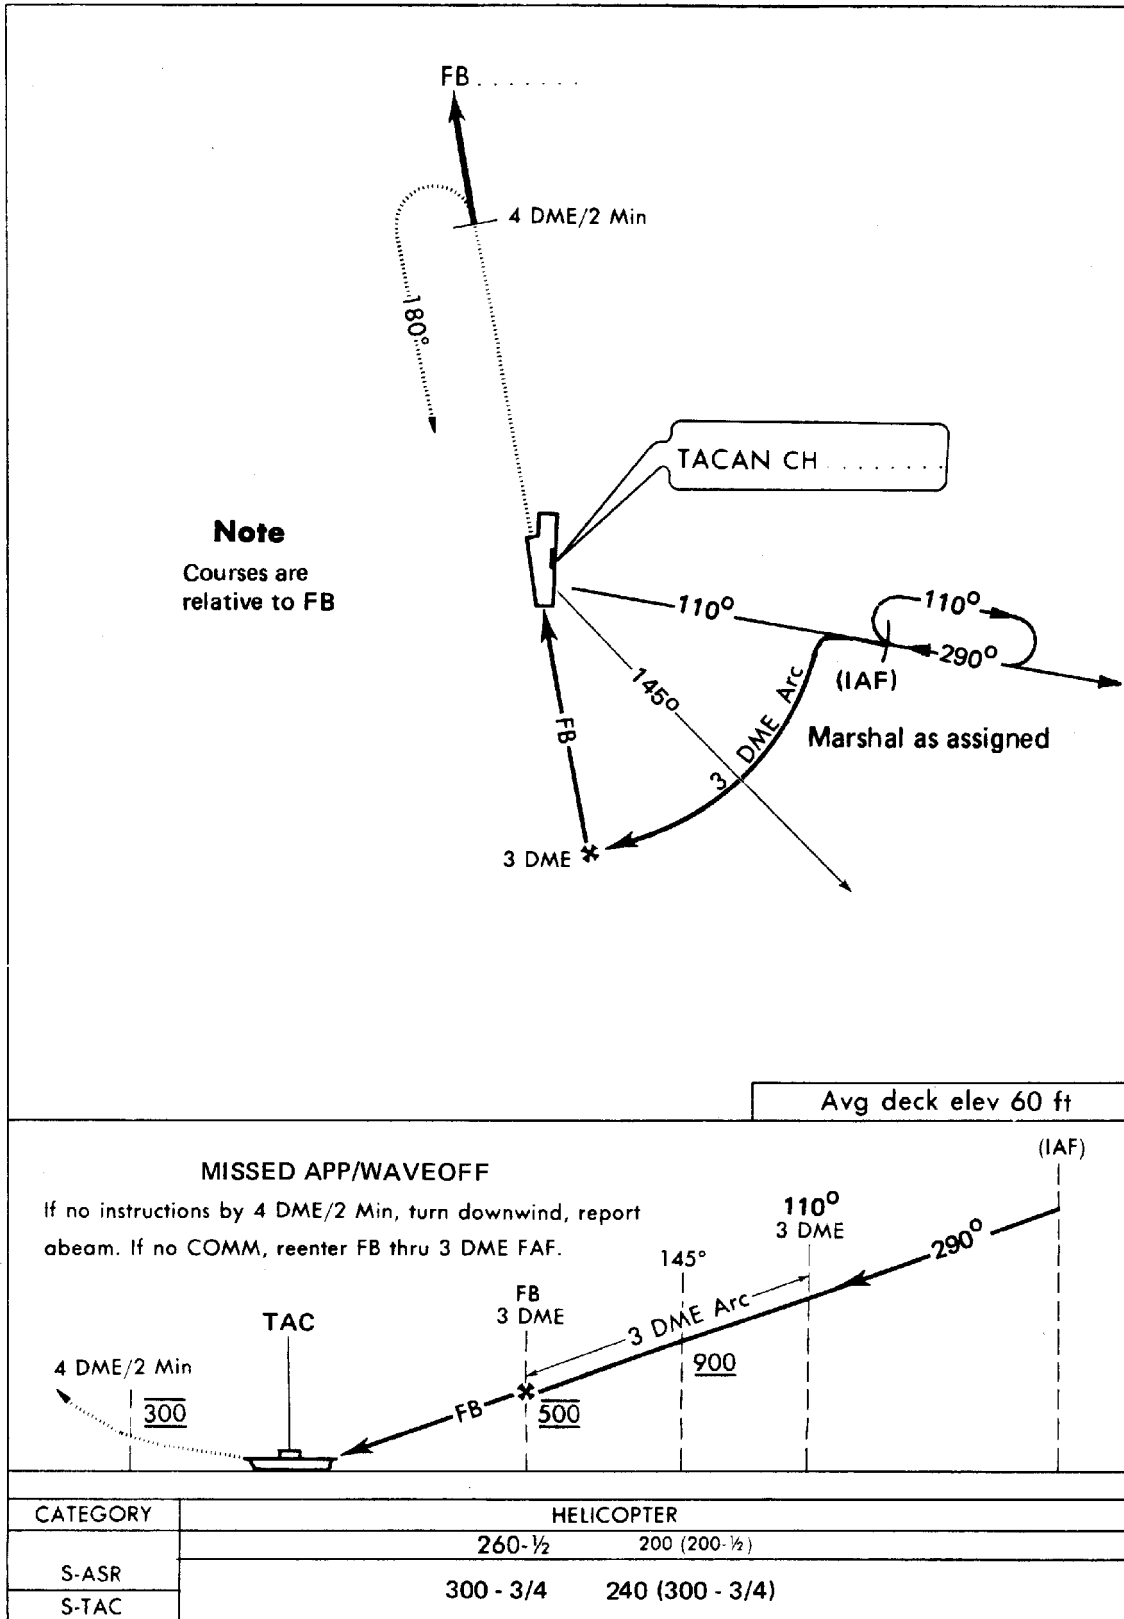 FB . . . . . . .
4 DME/2 Min
180°
TACAN CH . . . . . . . .
Note
Courses are
relative to FB
110°
110°
290°
(IAF)
145°
3 DME Arc
Marshal as assigned
FB
3 DME
Avg deck elev 60 ft
MISSED APP/WAVEOFF
If no instructions by 4 DME/2 Min, turn downwind, report
abeam. If no COMM, reenter FB thru 3 DME FAF.
(IAF)
110°
3 DME
290°
145°
FB
3 DME
3 DME Arc
TAC
900
4 DME/2 Min
300
FB
500
CATEGORY HELICOPTER
260-½ 200 (200-½)
S-ASR
300 - 3/4 240 (300 - 3/4)
S-TAC